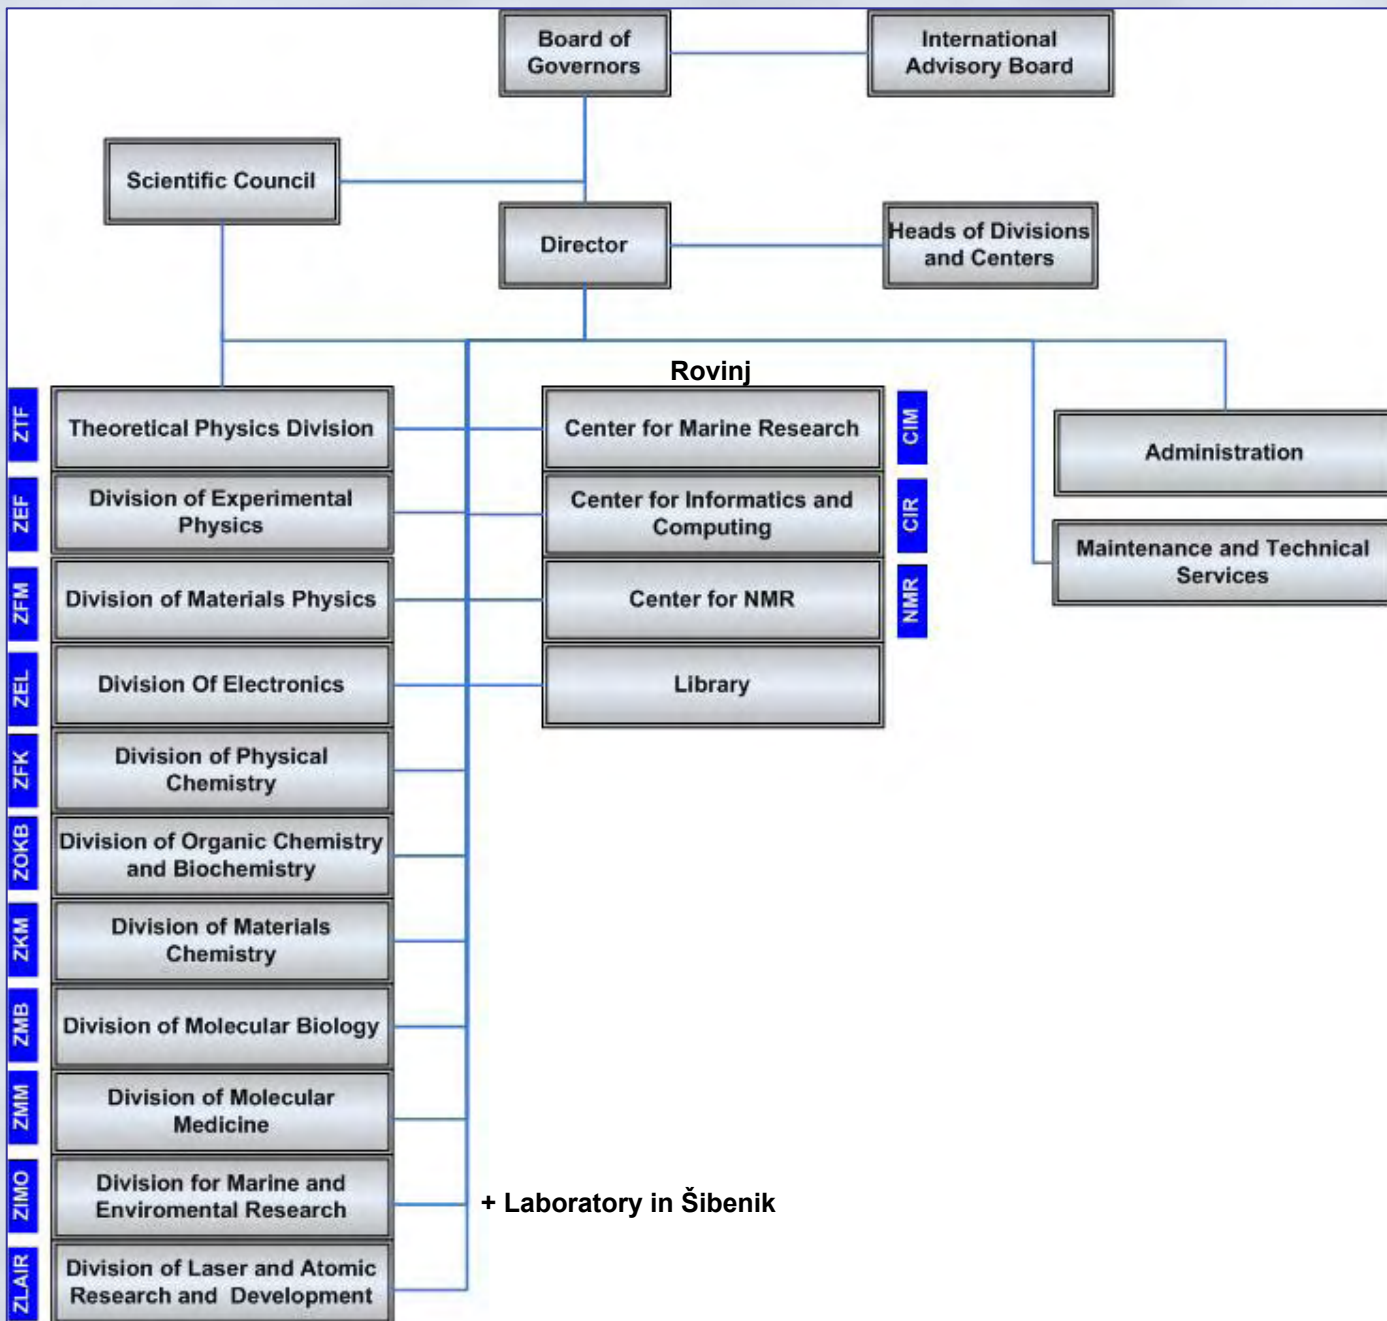 Board of
Governors
International
Advisory Board
Scientific Council
Director
Heads of Divisions
and Centers
Rovinj
ZTF
Theoretical Physics Division
Center for Marine Research
CIM
Administration
ZEF
Division of Experimental
Physics
Center for Informatics and
Computing
CIR
Maintenance and Technical
Services
ZFM
Division of Materials Physics
Center for NMR
NMR
ZEL
Division Of Electronics
Library
ZFK
Division of Physical
Chemistry
ZOKB
Division of Organic Chemistry
and Biochemistry
ZKM
Division of Materials
Chemistry
ZMB
Division of Molecular Biology
ZMM
Division of Molecular
Medicine
ZIMO
Division for Marine and
Enviromental Research
+ Laboratory in Šibenik
ZLAIR
Division of Laser and Atomic
Research and Development